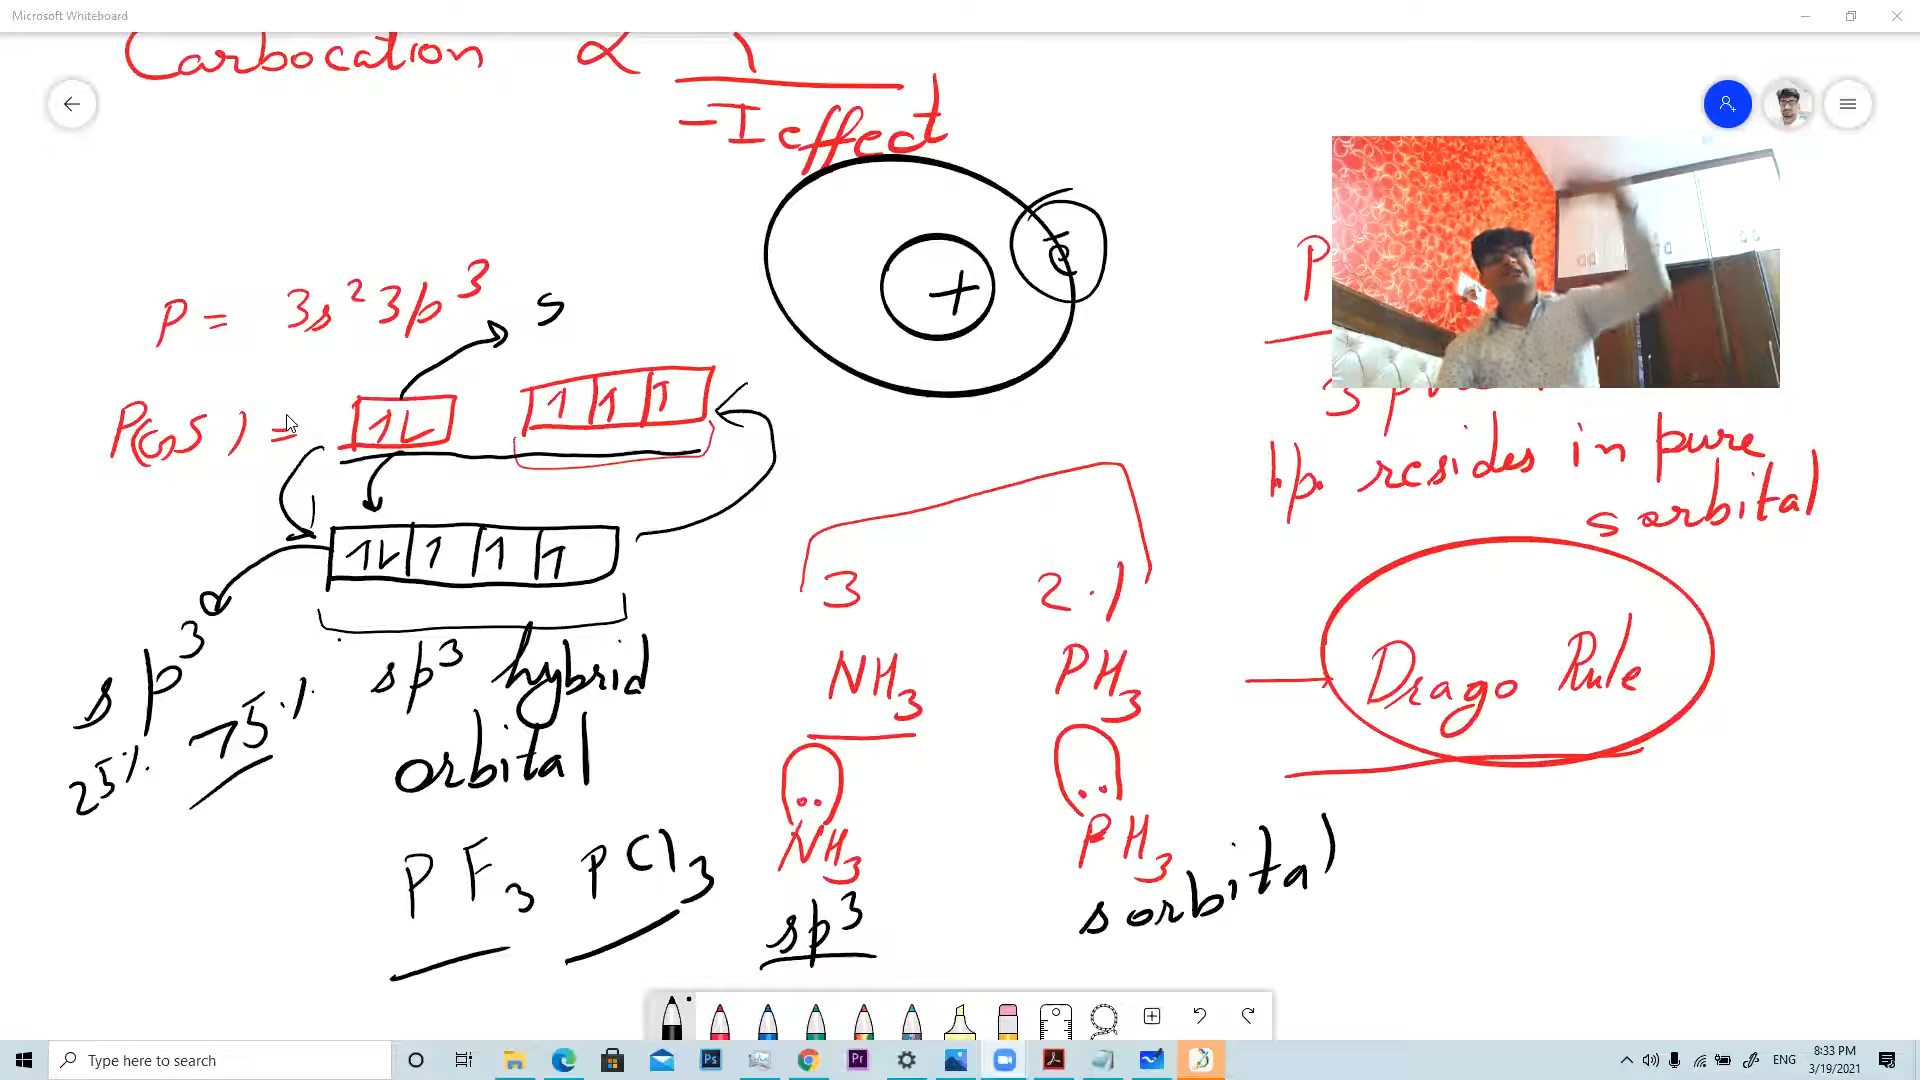 Microsoft Whiteboard
Carbocation ∝
-I effect
P = 3s² 3p³
s
P(GS) = 1L 1 1 1
1L 1 1 1
sp³
25% 75%
sp³ hybrid
orbital
PF₃ PCl₃
3 2.1
NH₃ PH₃
NH₃ PH₃
sp³ s orbital
+
P
l.p. resides in pure
s orbital
Drago Rule
Type here to search
ENG
8:33 PM
3/19/2021